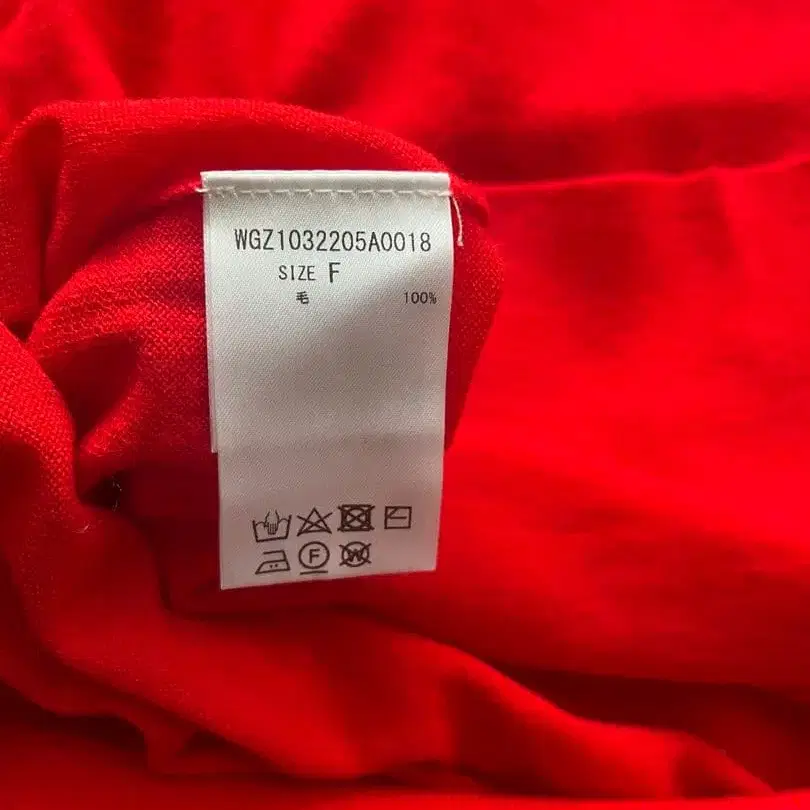 WGZ1032205A0018
SIZE F
毛 100%
F
W